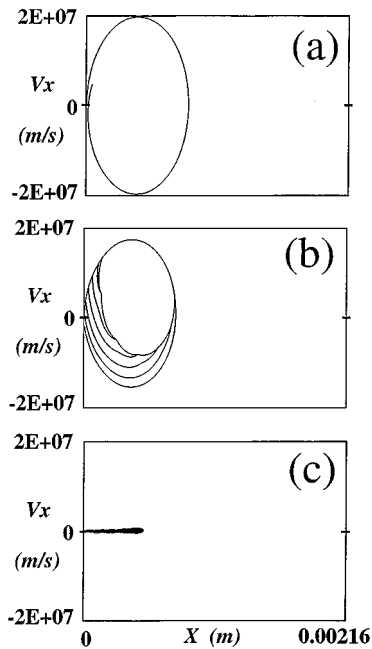 2E+07
(a)
Vx
0
(m/s)
-2E+07
2E+07
(b)
Vx
0
(m/s)
-2E+07
2E+07
(c)
Vx
0
(m/s)
-2E+07
0 X (m) 0.00216